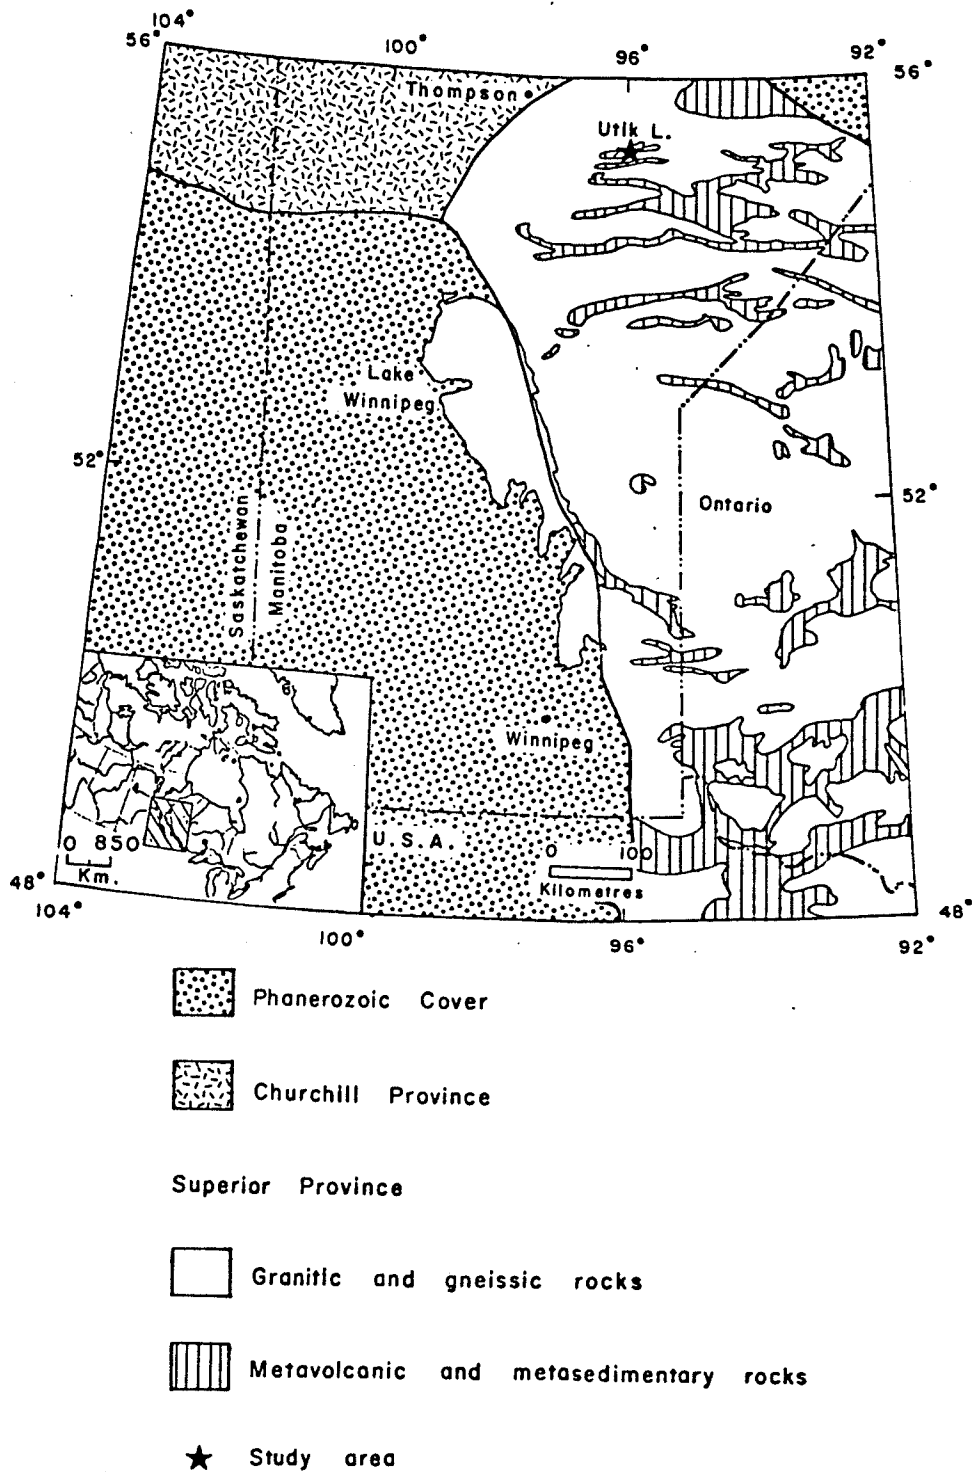 104°
56°
100°
96°
92°
56°
Thompson
Utik L.
Lake
Winnipeg
52°
52°
Ontario
Saskatchewan
Manitoba
Winnipeg
U.S.A.
0 850
Km.
0 100
Kilometres
48°
104°
100°
96°
92°
48°
Phanerozoic Cover
Churchill Province
Superior Province
Granitic and gneissic rocks
Metavolcanic and metasedimentary rocks
Study area